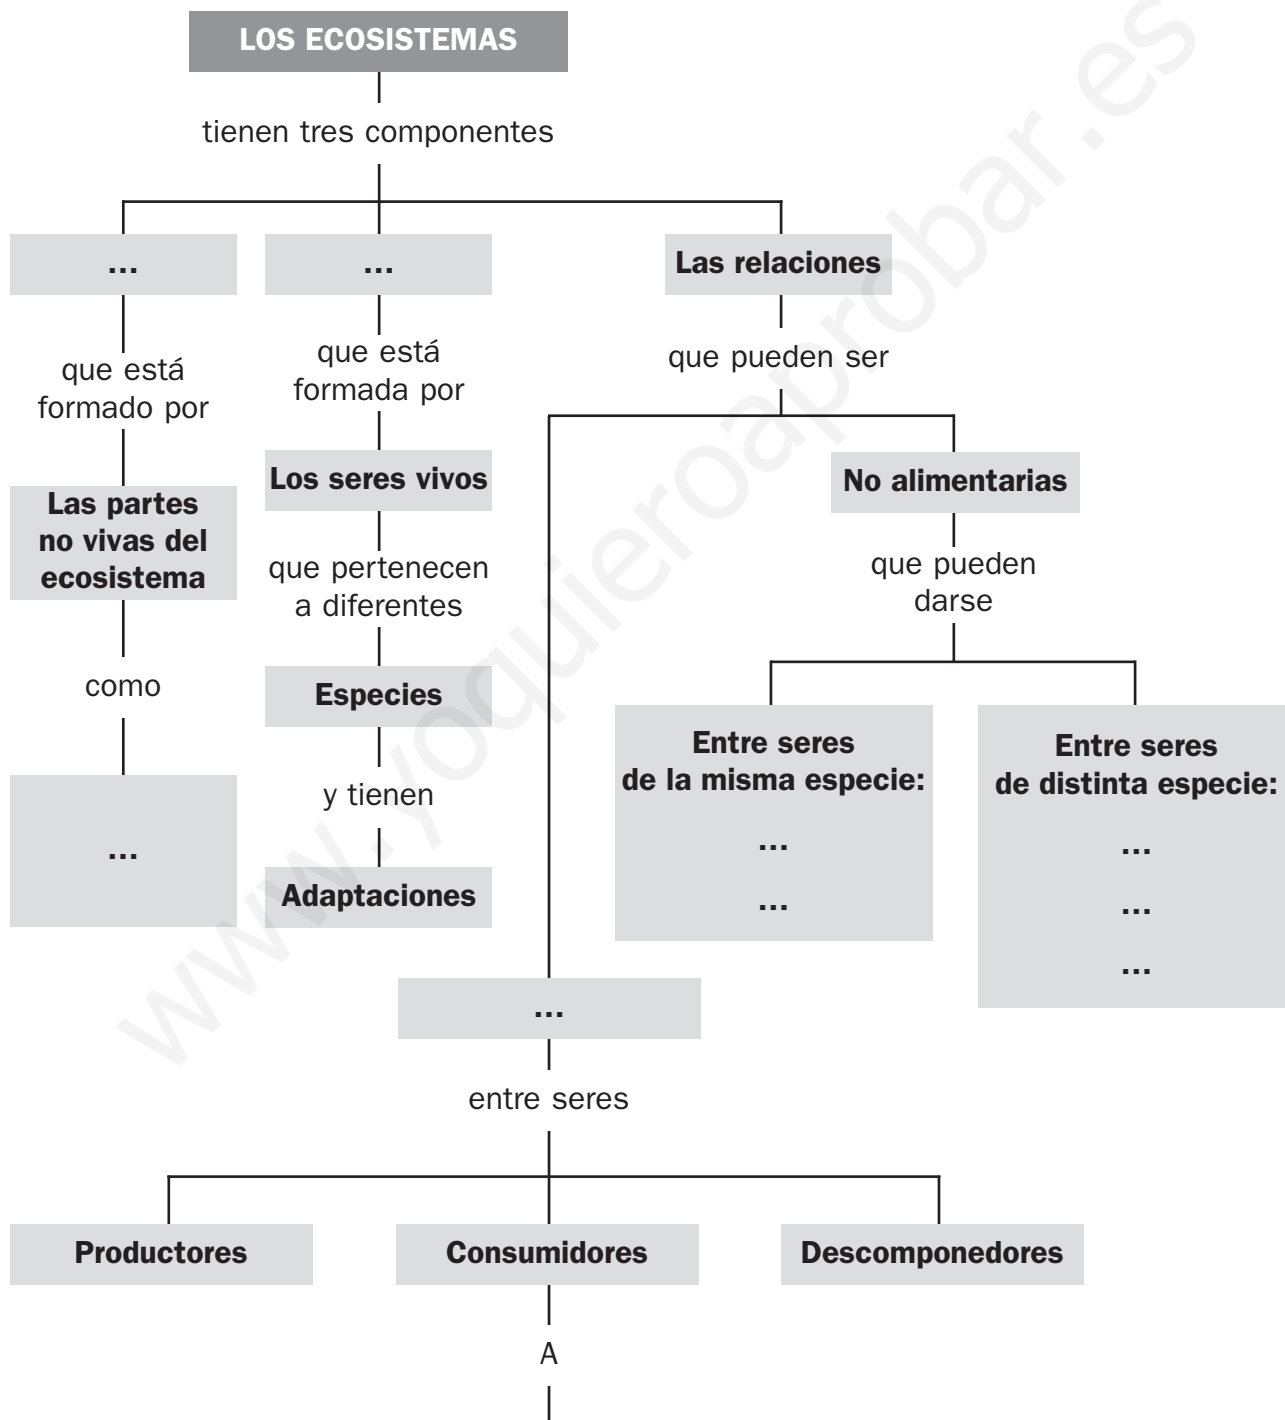 LOS ECOSISTEMAS
tienen tres componentes
...
...
Las relaciones
que está
formado por
que está
formada por
que pueden ser
Las partes
no vivas del
ecosistema
Los seres vivos
No alimentarias
que pertenecen
a diferentes
que pueden
darse
como
Especies
Entre seres
de la misma especie:
...
...
Entre seres
de distinta especie:
...
...
...
y tienen
...
Adaptaciones
...
entre seres
Productores
Consumidores
Descomponedores
A
www.yoquieroaprobar.es